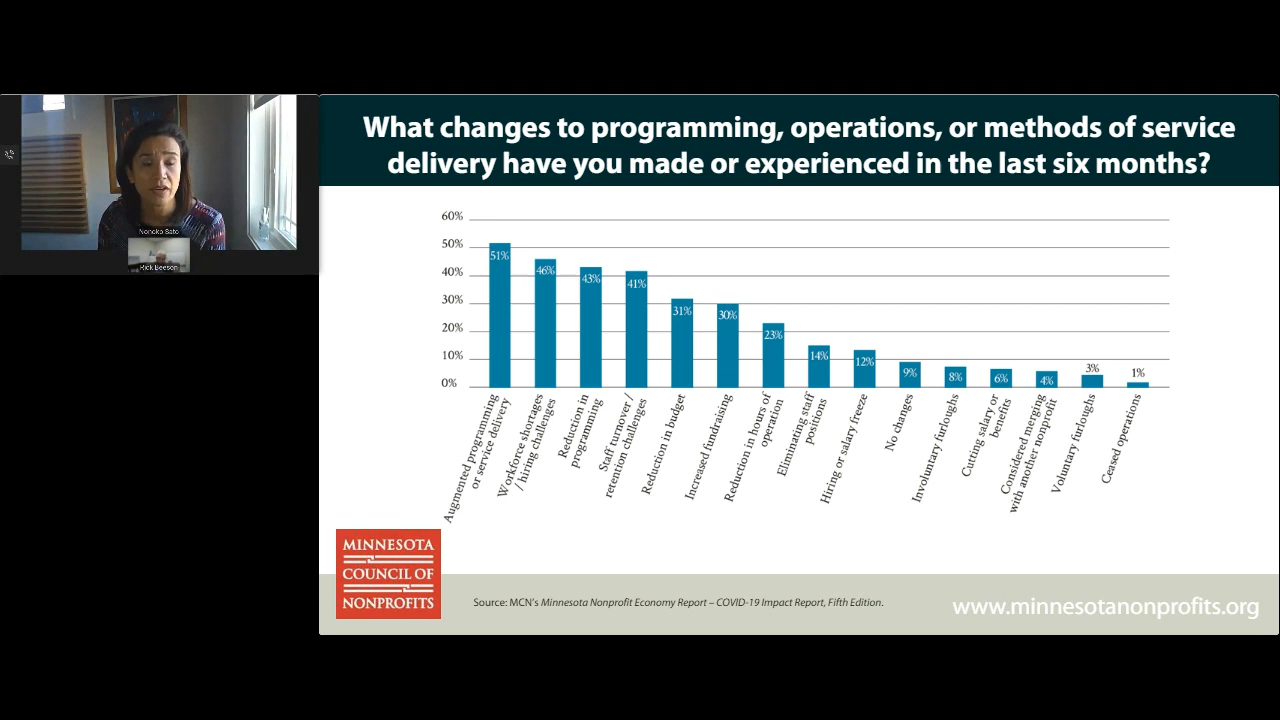 What changes to programming, operations, or methods of service
delivery have you made or experienced in the last six months?
Nonoko Sato
Rick Beeson
60%
50%
40%
30%
20%
10%
0%
51%
46%
43%
41%
31%
30%
23%
14%
12%
9%
8%
6%
4%
3%
1%
Augmented programming
or service delivery
Workforce shortages
/ hiring challenges
Reduction in
programming
Staff turnover /
retention challenges
Reduction in budget
Increased fundraising
Reduction in hours of
operation
Eliminating staff
positions
Hiring or salary freeze
No changes
Involuntary furloughs
Cutting salary or
benefits
Considered merging
with another nonprofit
Voluntary furloughs
Ceased operations
MINNESOTA
COUNCIL OF
NONPROFITS
Source: MCN's Minnesota Nonprofit Economy Report – COVID-19 Impact Report, Fifth Edition.
www.minnesotanonprofits.org